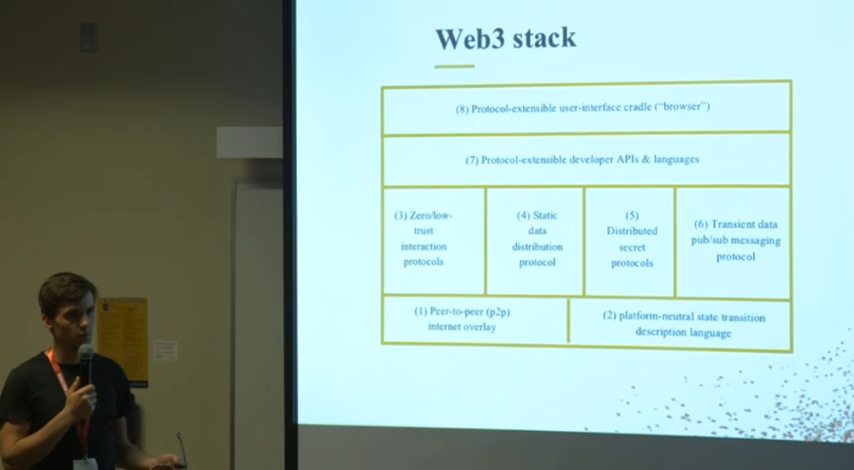 Web3 stack
(8) Protocol-extensible user-interface cradle ("browser")
(7) Protocol-extensible developer APIs & languages
(3) Zero/low-
trust
interaction
protocols
(4) Static
data
distribution
protocol
(5)
Distributed
secret
protocols
(6) Transient data
pub/sub messaging
protocol
(1) Peer-to-peer (p2p)
internet overlay
(2) platform-neutral state transition
description language